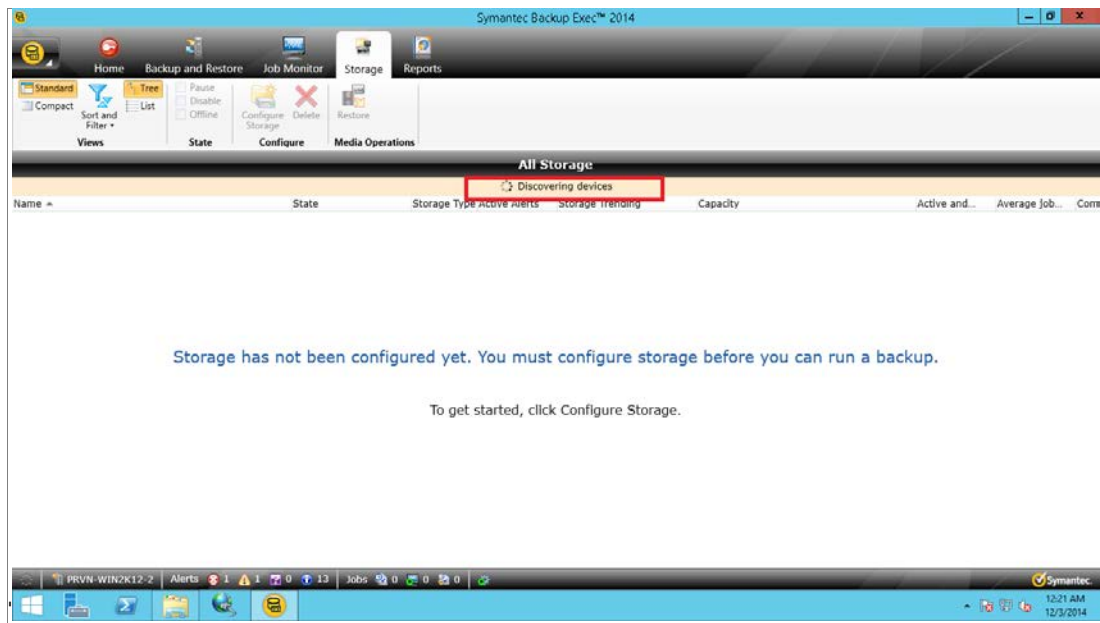 Symantec Backup Exec™ 2014
Home Backup and Restore Job Monitor Storage Reports
Standard Compact Sort and Filter Tree List
Pause Disable Offline
Configure Storage Delete Restore
Views State Configure Media Operations
All Storage
Discovering devices
Name State Storage Type Active Alerts Storage Trending Capacity Active and... Average Job... Com
Storage has not been configured yet. You must configure storage before you can run a backup.
To get started, click Configure Storage.
PRVN-WIN2K12-2 Alerts 1 1 0 13 Jobs 0 0 0 Symantec.
12:21 AM
12/3/2014